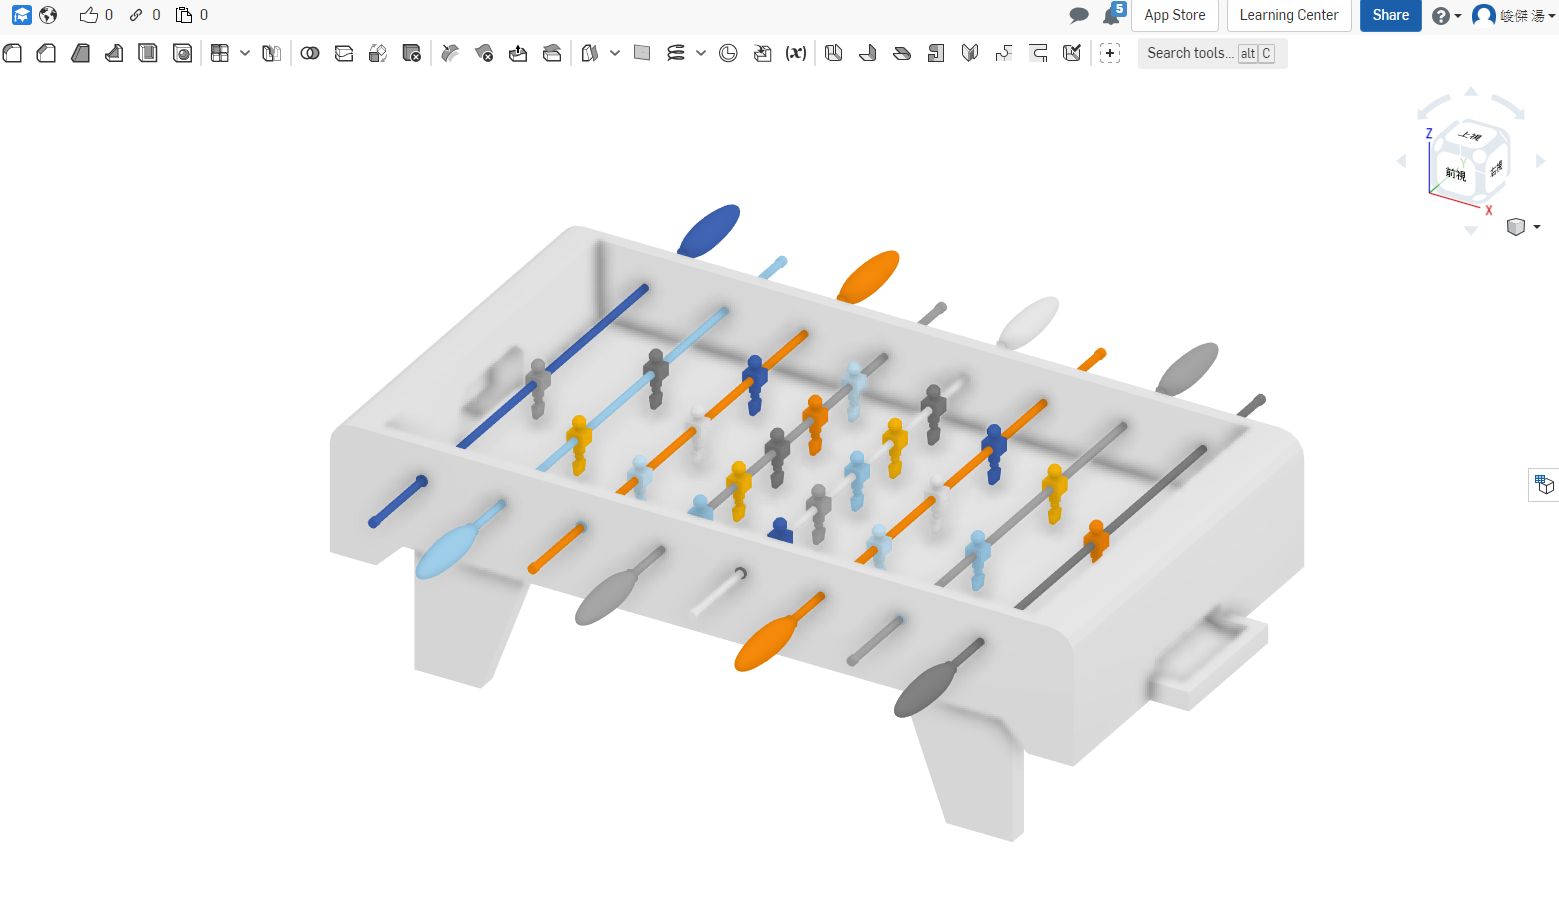 0 0 0 5 App Store Learning Center Share ? 峻傑 湯
(x) Search tools... alt C
Z
上視
Y
前視 右視
X